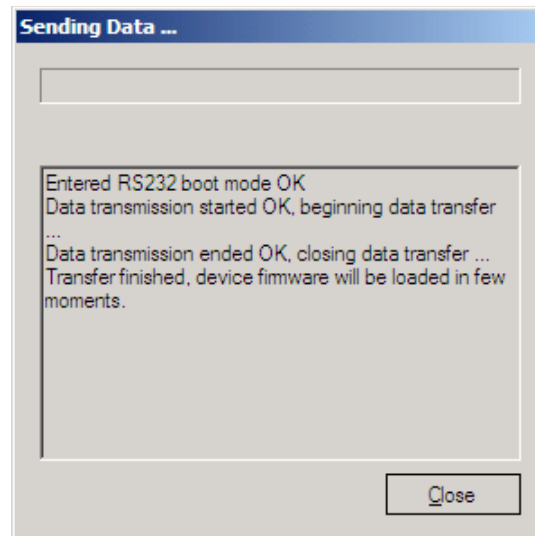 Sending Data ...
Entered RS232 boot mode OK
Data transmission started OK, beginning data transfer
...
Data transmission ended OK, closing data transfer ...
Transfer finished, device firmware will be loaded in few
moments.
Close